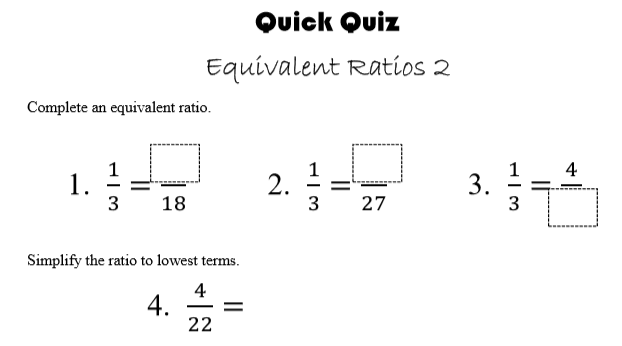 Quick Quiz
Equivalent Ratios 2
Complete an equivalent ratio.
1. 1/3 = /18 2. 1/3 = /27 3. 1/3 = 4/
Simplify the ratio to lowest terms.
4. 4/22 =